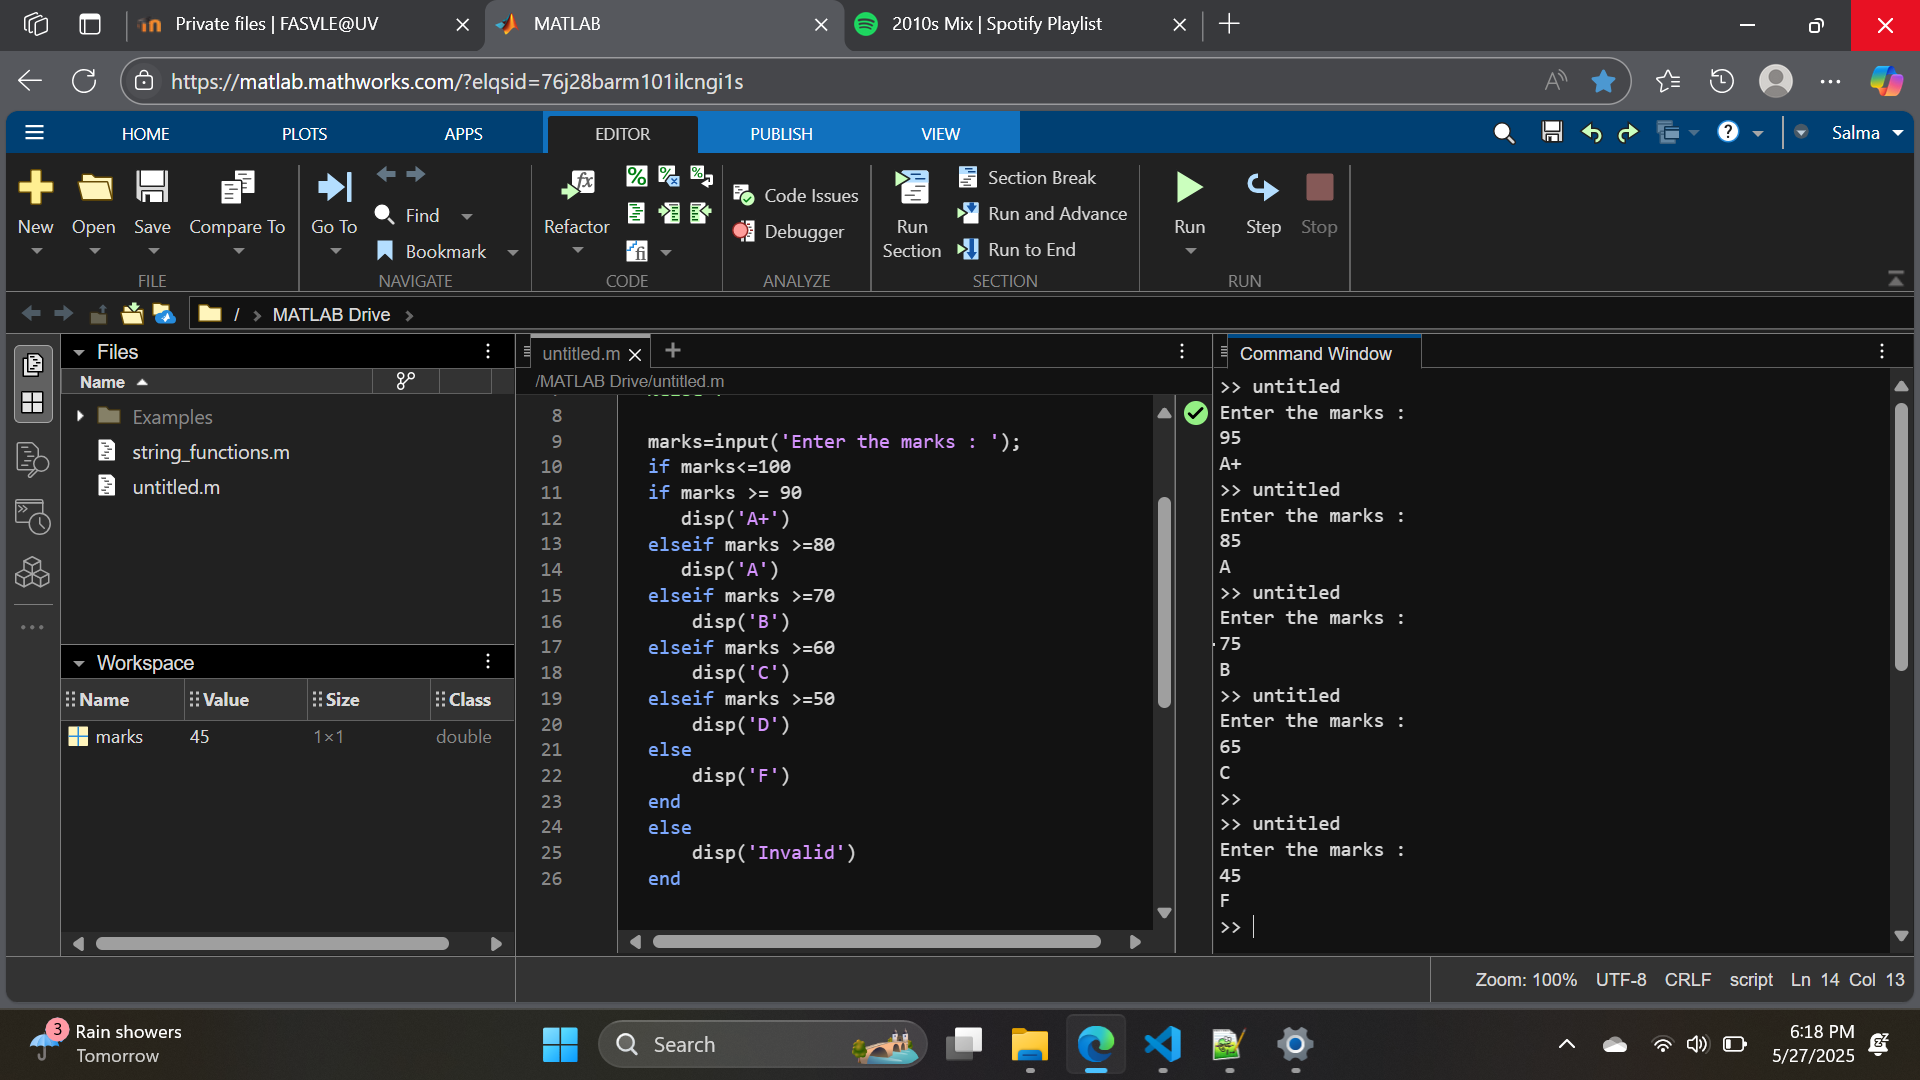 Private files | FASVLE@UV
MATLAB
2010s Mix | Spotify Playlist
https://matlab.mathworks.com/?elqsid=76j28barm101ilcngi1s
HOME PLOTS APPS EDITOR PUBLISH VIEW
Salma
New
Open
Save
Compare To
FILE
Go To
Find
Bookmark
NAVIGATE
Refactor
CODE
Code Issues
Debugger
ANALYZE
Run Section
Section Break
Run and Advance
Run to End
SECTION
Run
Step
Stop
RUN
/ > MATLAB Drive >
Files
Name
Examples
string_functions.m
untitled.m
Workspace
Name Value Size Class
marks 45 1×1 double
untitled.m
/MATLAB Drive/untitled.m
8
9 marks=input('Enter the marks : ');
10 if marks<=100
11 if marks >= 90
12 disp('A+')
13 elseif marks >=80
14 disp('A')
15 elseif marks >=70
16 disp('B')
17 elseif marks >=60
18 disp('C')
19 elseif marks >=50
20 disp('D')
21 else
22 disp('F')
23 end
24 else
25 disp('Invalid')
26 end
Command Window
>> untitled
Enter the marks :
95
A+
>> untitled
Enter the marks :
85
A
>> untitled
Enter the marks :
75
B
>> untitled
Enter the marks :
65
C
>>
>> untitled
Enter the marks :
45
F
>>
Zoom: 100% UTF-8 CRLF script Ln 14 Col 13
3
Rain showers
Tomorrow
Search
6:18 PM
5/27/2025